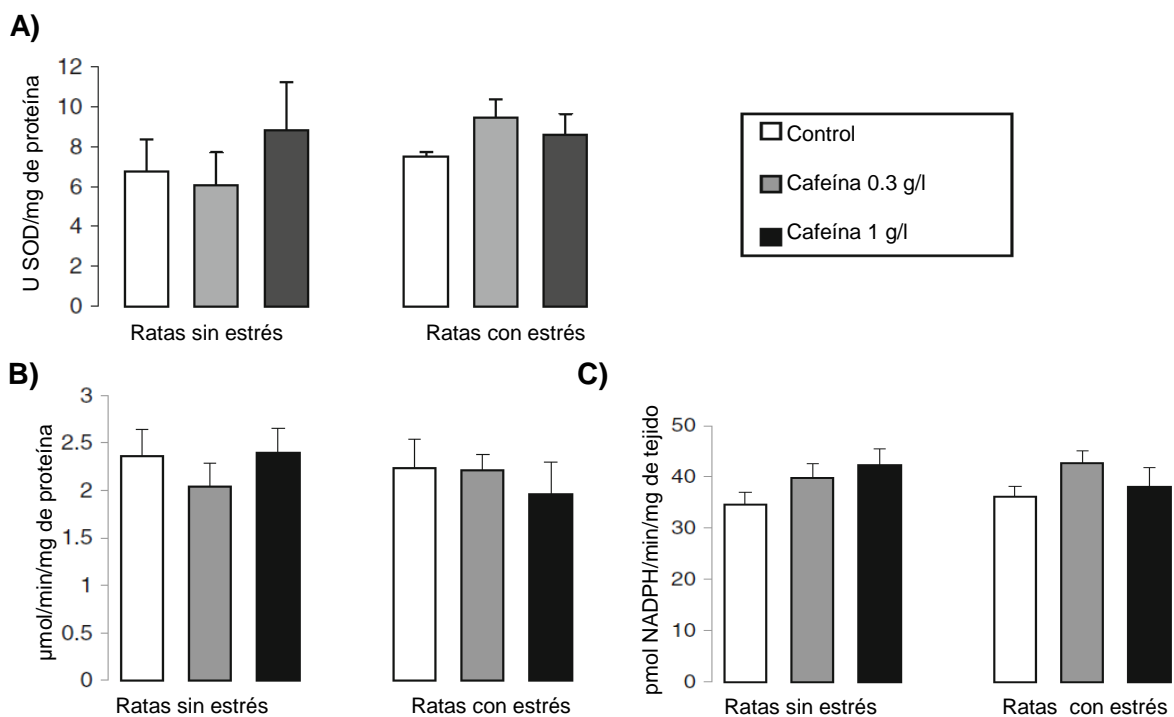 A)
U SOD/mg de proteína
12
10
8
6
4
2
0
Ratas sin estrés
Ratas con estrés
Control
Cafeína 0.3 g/l
Cafeína 1 g/l
B)
µmol/min/mg de proteína
3
2.5
2
1.5
1
0.5
0
Ratas sin estrés
Ratas con estrés
C)
pmol NADPH/min/mg de tejido
50
40
30
20
10
0
Ratas sin estrés
Ratas con estrés